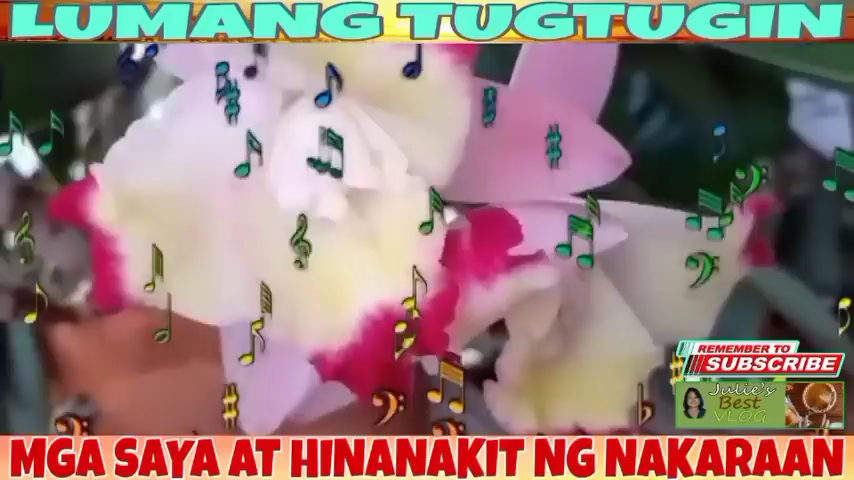 LUMANG TUGTUGIN
REMEMBER TO
SUBSCRIBE
Julie's
Best
VLOG
MGA SAYA AT HINANAKIT NG NAKARAAN